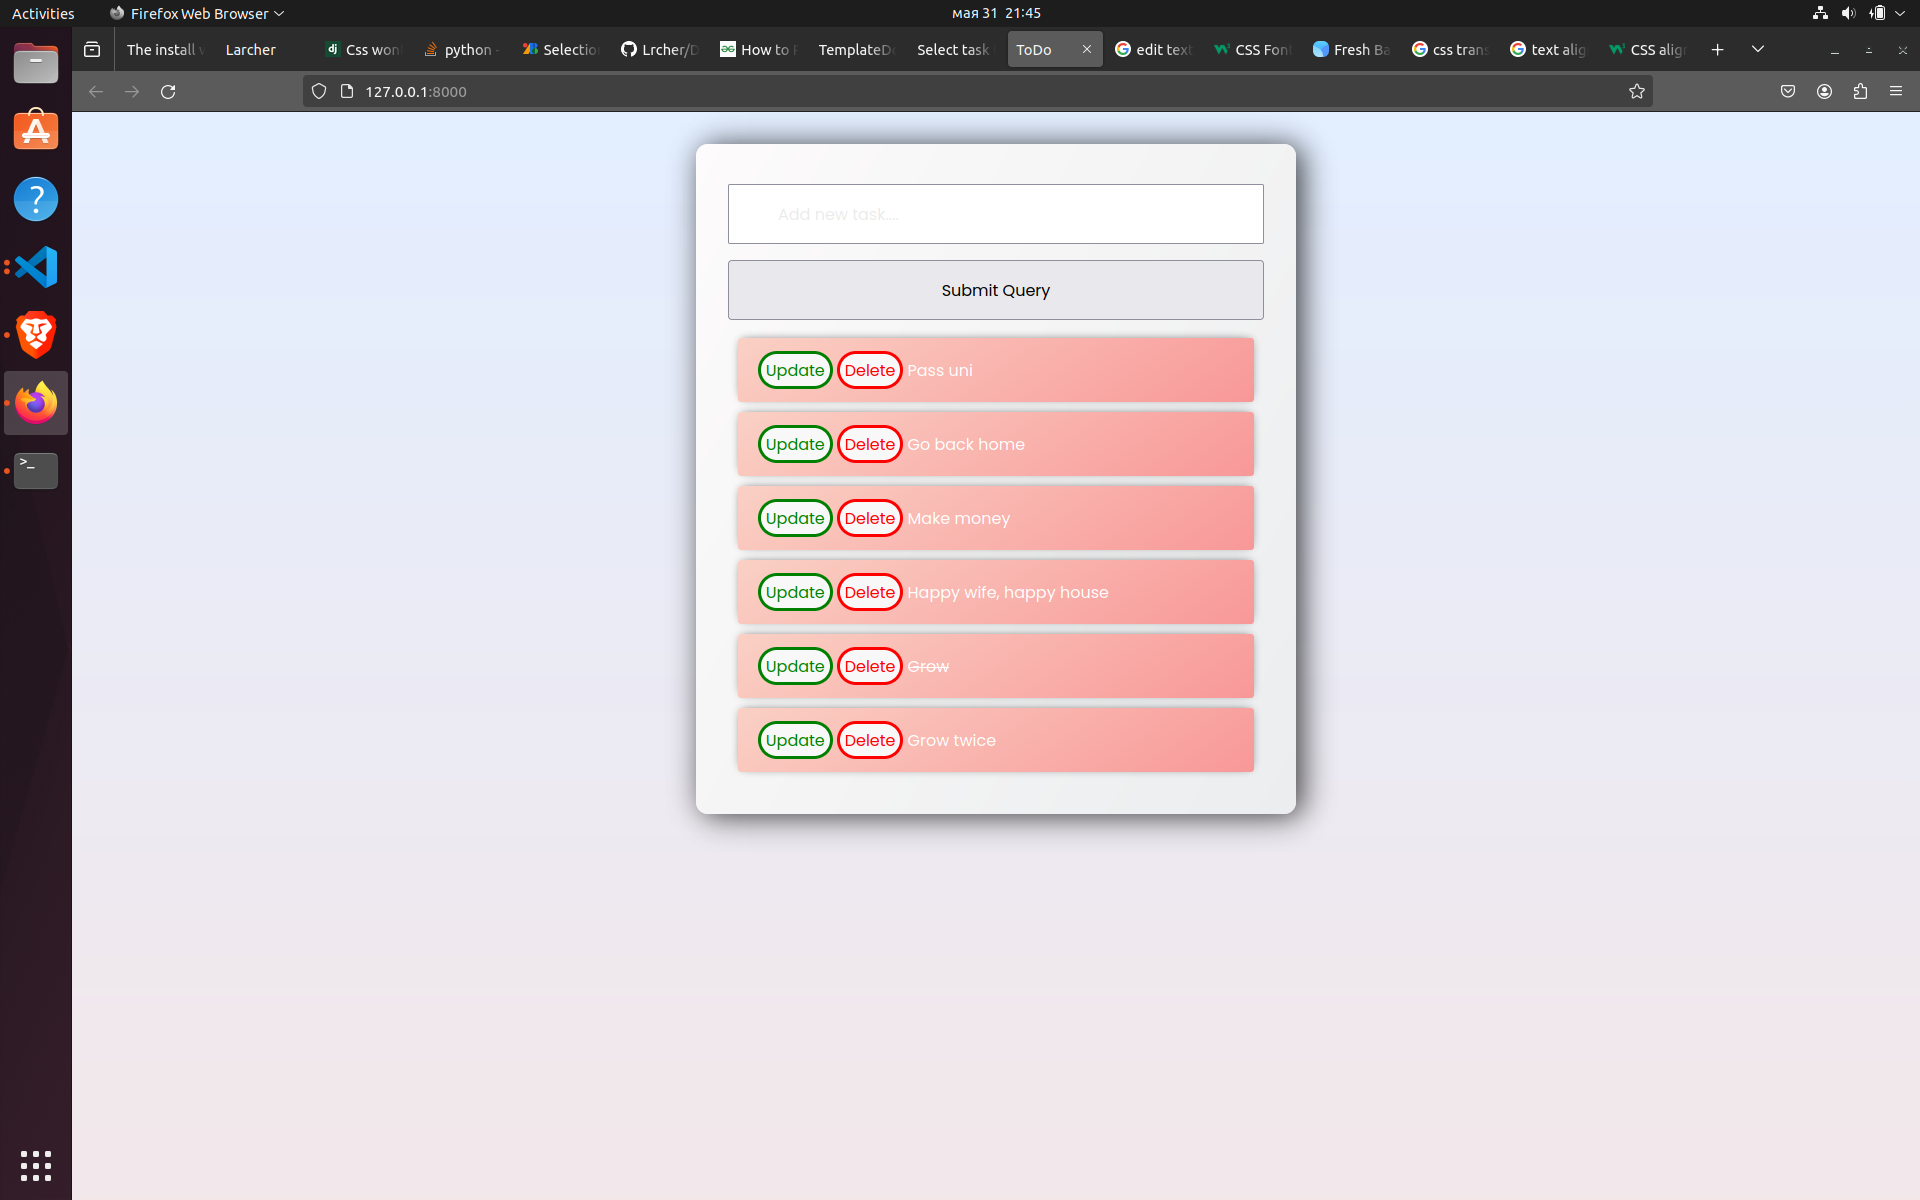 Activities Firefox Web Browser мая 31 21:45
The install Larcher Css won python - Selectio Lrcher/D How to TemplateDo Select task ToDo edit text CSS Font Fresh Ba css trans text alig CSS alig
127.0.0.1:8000
Add new task....
Submit Query
Update Delete Pass uni
Update Delete Go back home
Update Delete Make money
Update Delete Happy wife, happy house
Update Delete Grow
Update Delete Grow twice